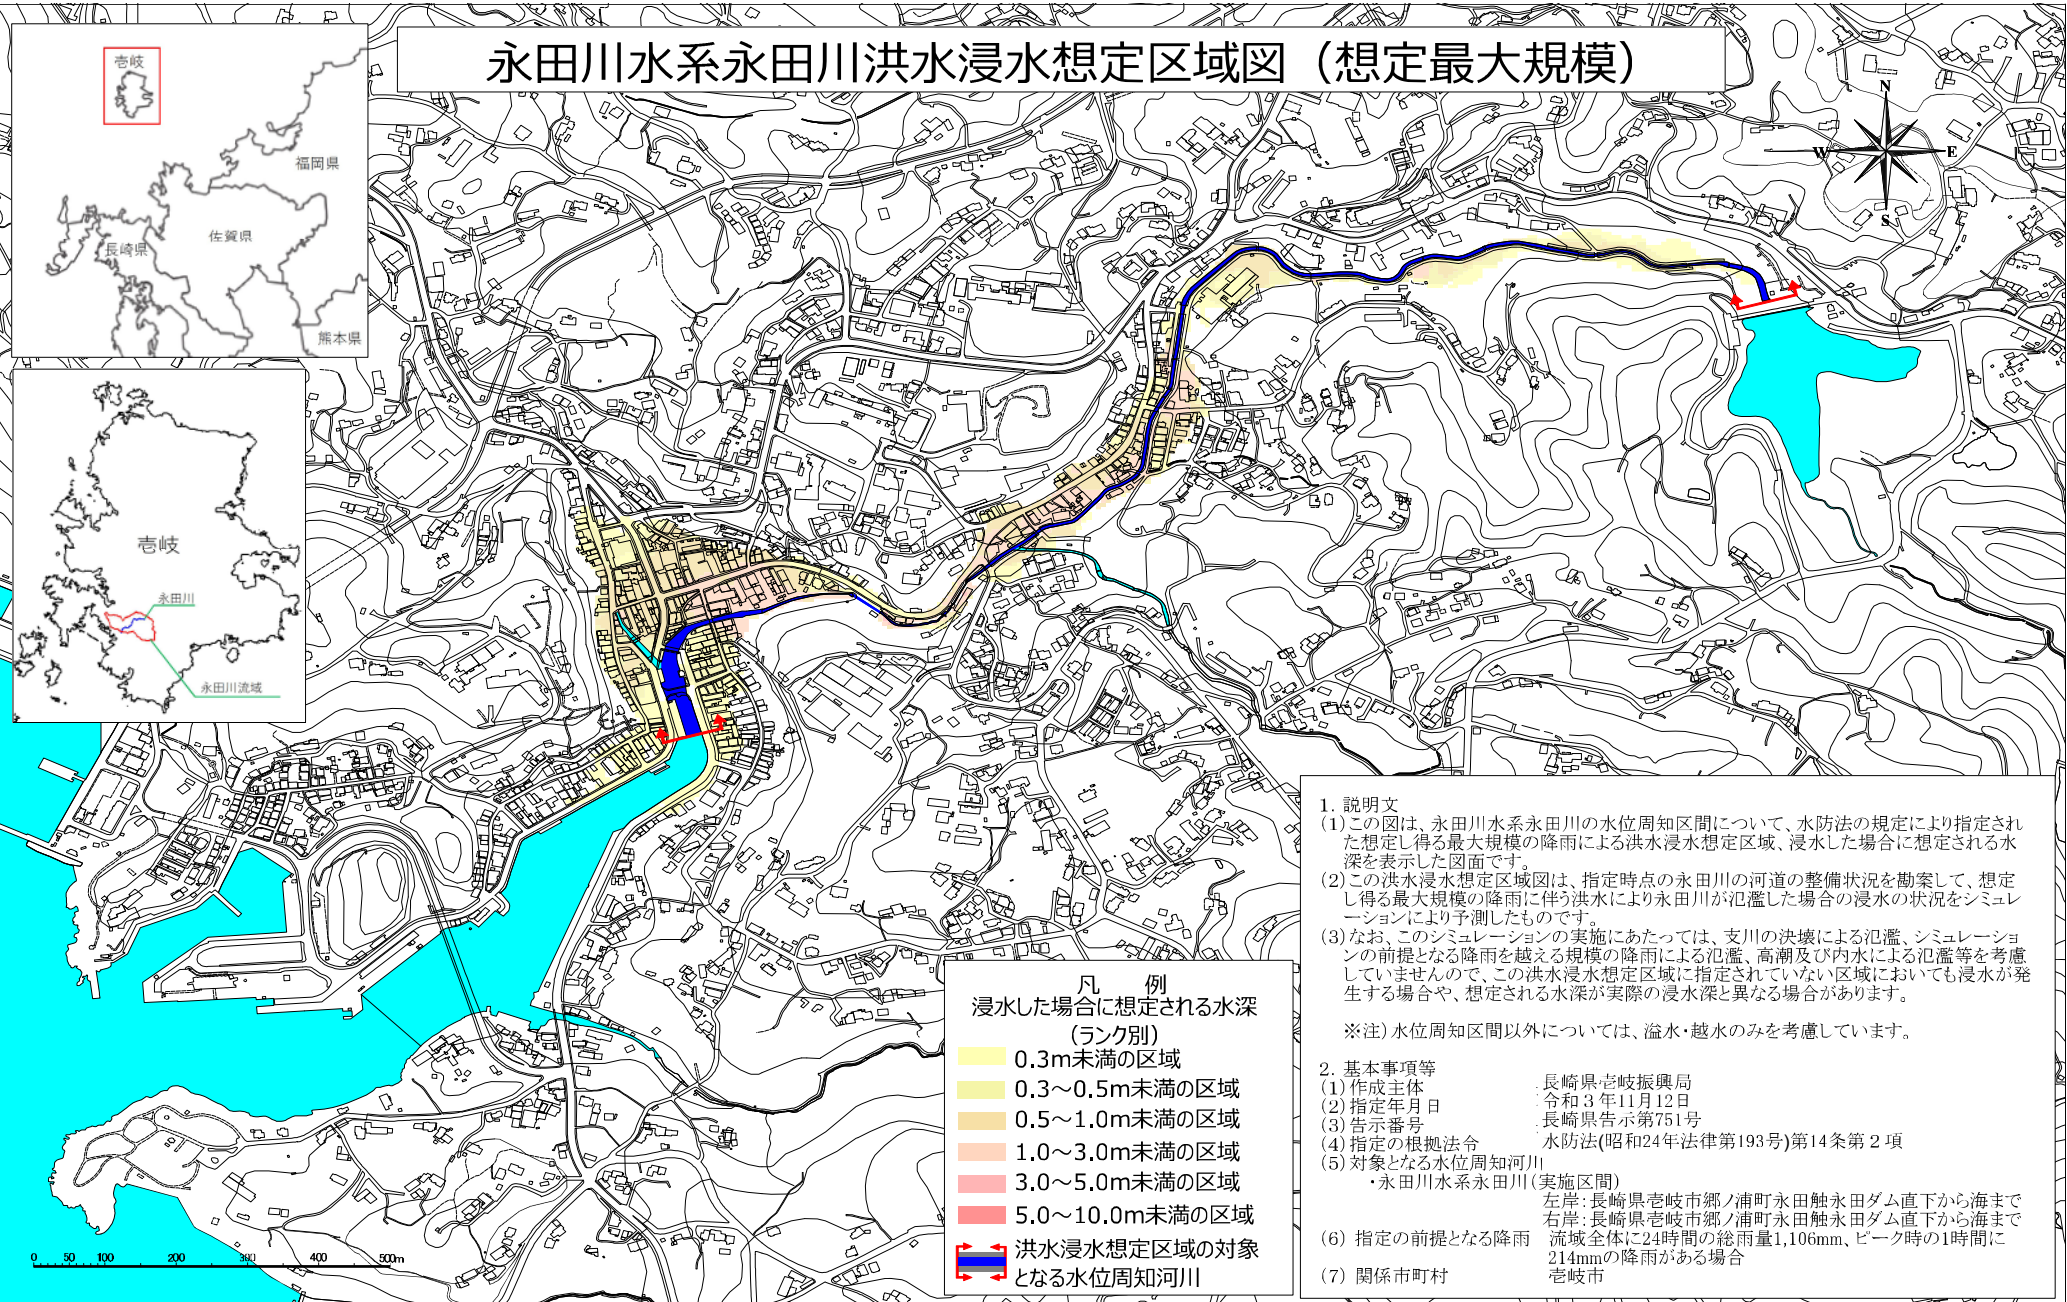 永田川水系永田川洪水浸水想定区域図（想定最大規模）
壱岐
福岡県
佐賀県
長崎県
熊本県
N
W
E
S
壱岐
永田川
永田川流域
0 50 100 200 300 400 500m
凡　例
浸水した場合に想定される水深
(ランク別)
0.3m未満の区域
0.3～0.5m未満の区域
0.5～1.0m未満の区域
1.0～3.0m未満の区域
3.0～5.0m未満の区域
5.0～10.0m未満の区域
洪水浸水想定区域の対象
となる水位周知河川
1. 説明文
(1)この図は、永田川水系永田川の水位周知区間について、水防法の規定により指定され
た想定し得る最大規模の降雨による洪水浸水想定区域、浸水した場合に想定される水
深を表示した図面です。
(2)この洪水浸水想定区域図は、指定時点の永田川の河道の整備状況を勘案して、想定
し得る最大規模の降雨に伴う洪水により永田川が氾濫した場合の浸水の状況をシミュレ
ーションにより予測したものです。
(3)なお、このシミュレーションの実施にあたっては、支川の決壊による氾濫、シミュレーショ
ンの前提となる降雨を越える規模の降雨による氾濫、高潮及び内水による氾濫等を考慮
していませんので、この洪水浸水想定区域に指定されていない区域においても浸水が発
生する場合や、想定される水深が実際の浸水深と異なる場合があります。
※注)水位周知区間以外については、溢水・越水のみを考慮しています。
2. 基本事項等
(1)作成主体 長崎県壱岐振興局
(2)指定年月日 令和３年11月12日
(3)告示番号 長崎県告示第751号
(4)指定の根拠法令 水防法(昭和24年法律第193号)第14条第２項
(5)対象となる水位周知河川
・永田川水系永田川(実施区間)
左岸:長崎県壱岐市郷ノ浦町永田触永田ダム直下から海まで
右岸:長崎県壱岐市郷ノ浦町永田触永田ダム直下から海まで
(6) 指定の前提となる降雨 流域全体に24時間の総雨量1,106mm、ピーク時の1時間に
214mmの降雨がある場合
(7) 関係市町村 壱岐市